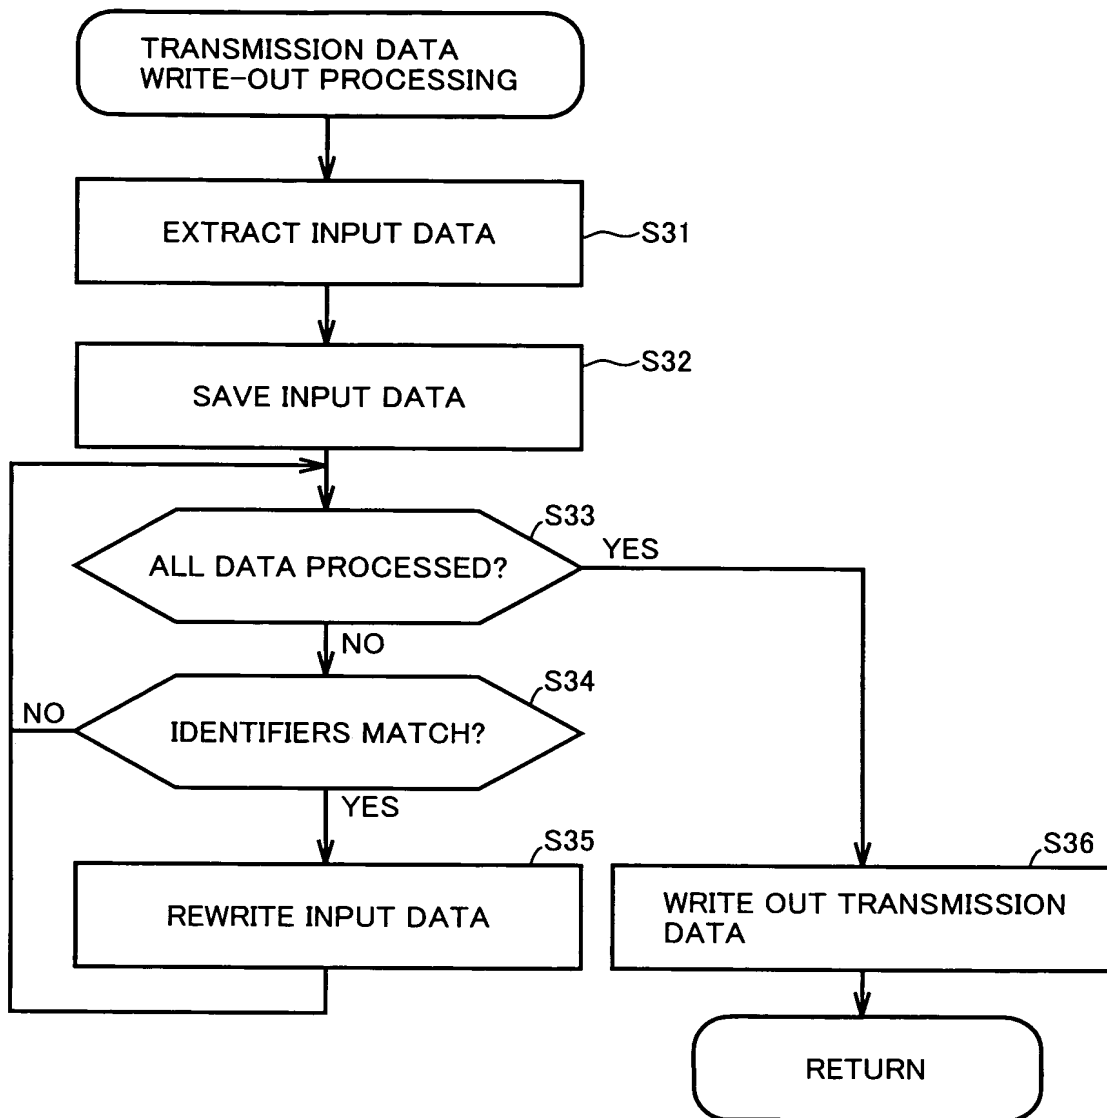 TRANSMISSION DATA
WRITE-OUT PROCESSING
EXTRACT INPUT DATA
S31
SAVE INPUT DATA
S32
S33
ALL DATA PROCESSED?
YES
NO
S34
NO
IDENTIFIERS MATCH?
YES
S35
REWRITE INPUT DATA
S36
WRITE OUT TRANSMISSION
DATA
RETURN